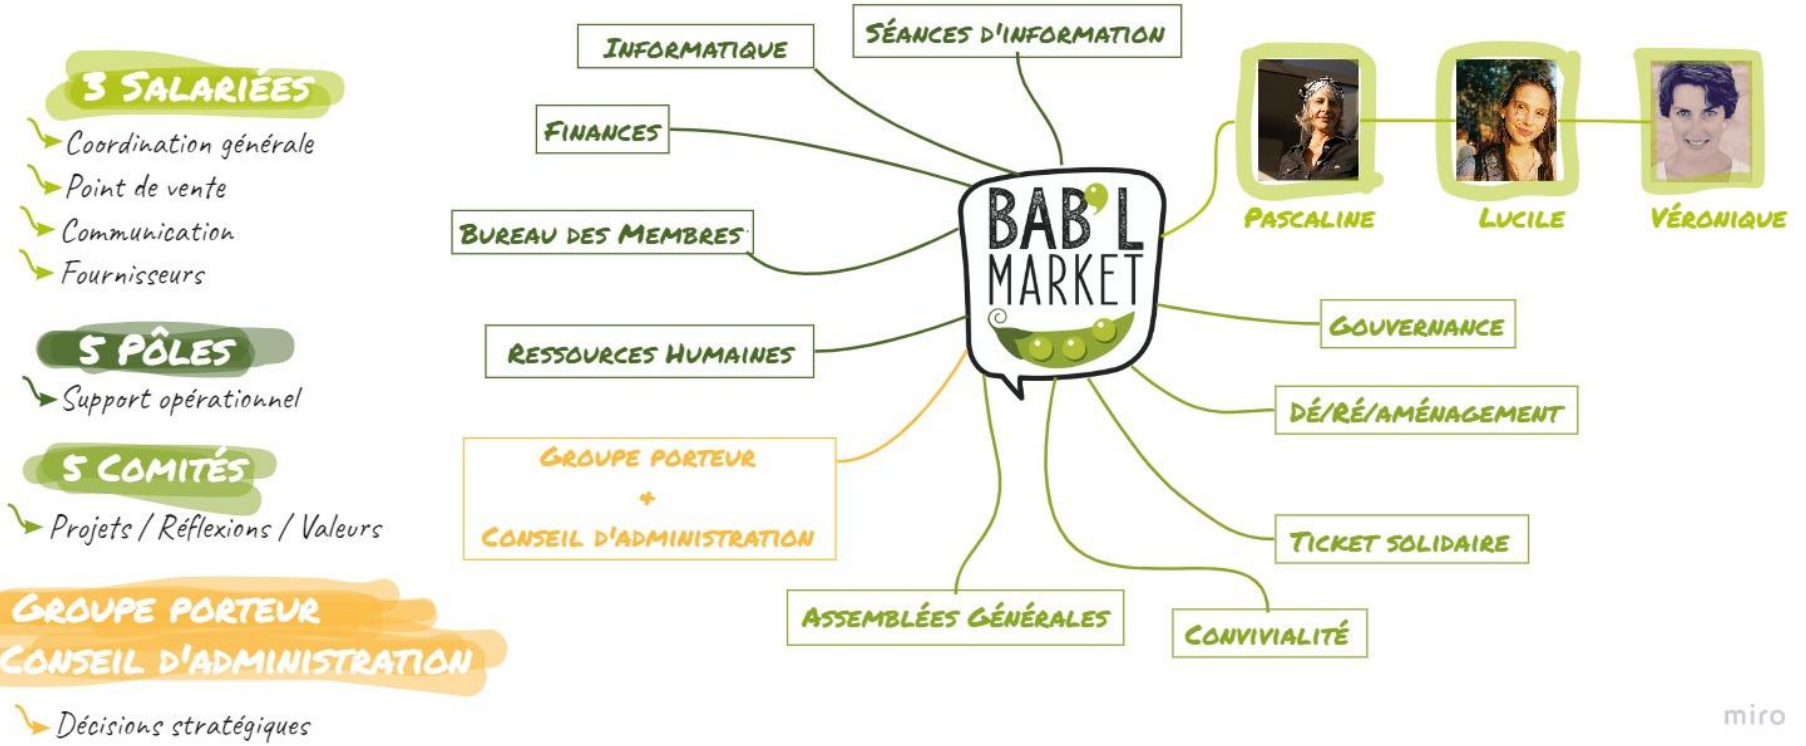 3 Salariées
Coordination générale
Point de vente
Communication
Fournisseurs
5 Pôles
Support opérationnel
5 Comités
Projets / Réflexions / Valeurs
Groupe porteur
Conseil d'administration
Décisions stratégiques
Informatique
Séances d'information
Finances
Bureau des Membres
Ressources Humaines
Groupe porteur
+
Conseil d'administration
BAB'L
MARKET
Pascaline
Lucile
Véronique
Gouvernance
Dé/Ré/aménagement
Ticket solidaire
Assemblées Générales
Convivialité
miro